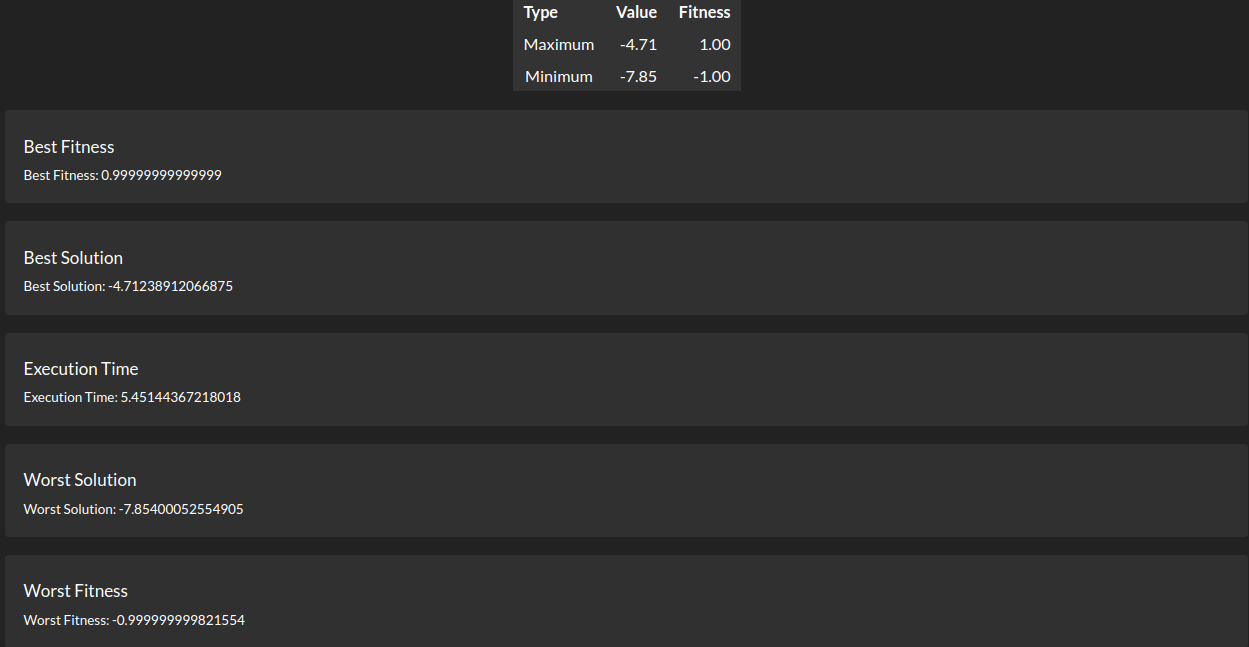 Type Value Fitness
Maximum -4.71 1.00
Minimum -7.85 -1.00
Best Fitness
Best Fitness: 0.99999999999999
Best Solution
Best Solution: -4.71238912066875
Execution Time
Execution Time: 5.45144367218018
Worst Solution
Worst Solution: -7.85400052554905
Worst Fitness
Worst Fitness: -0.999999999821554